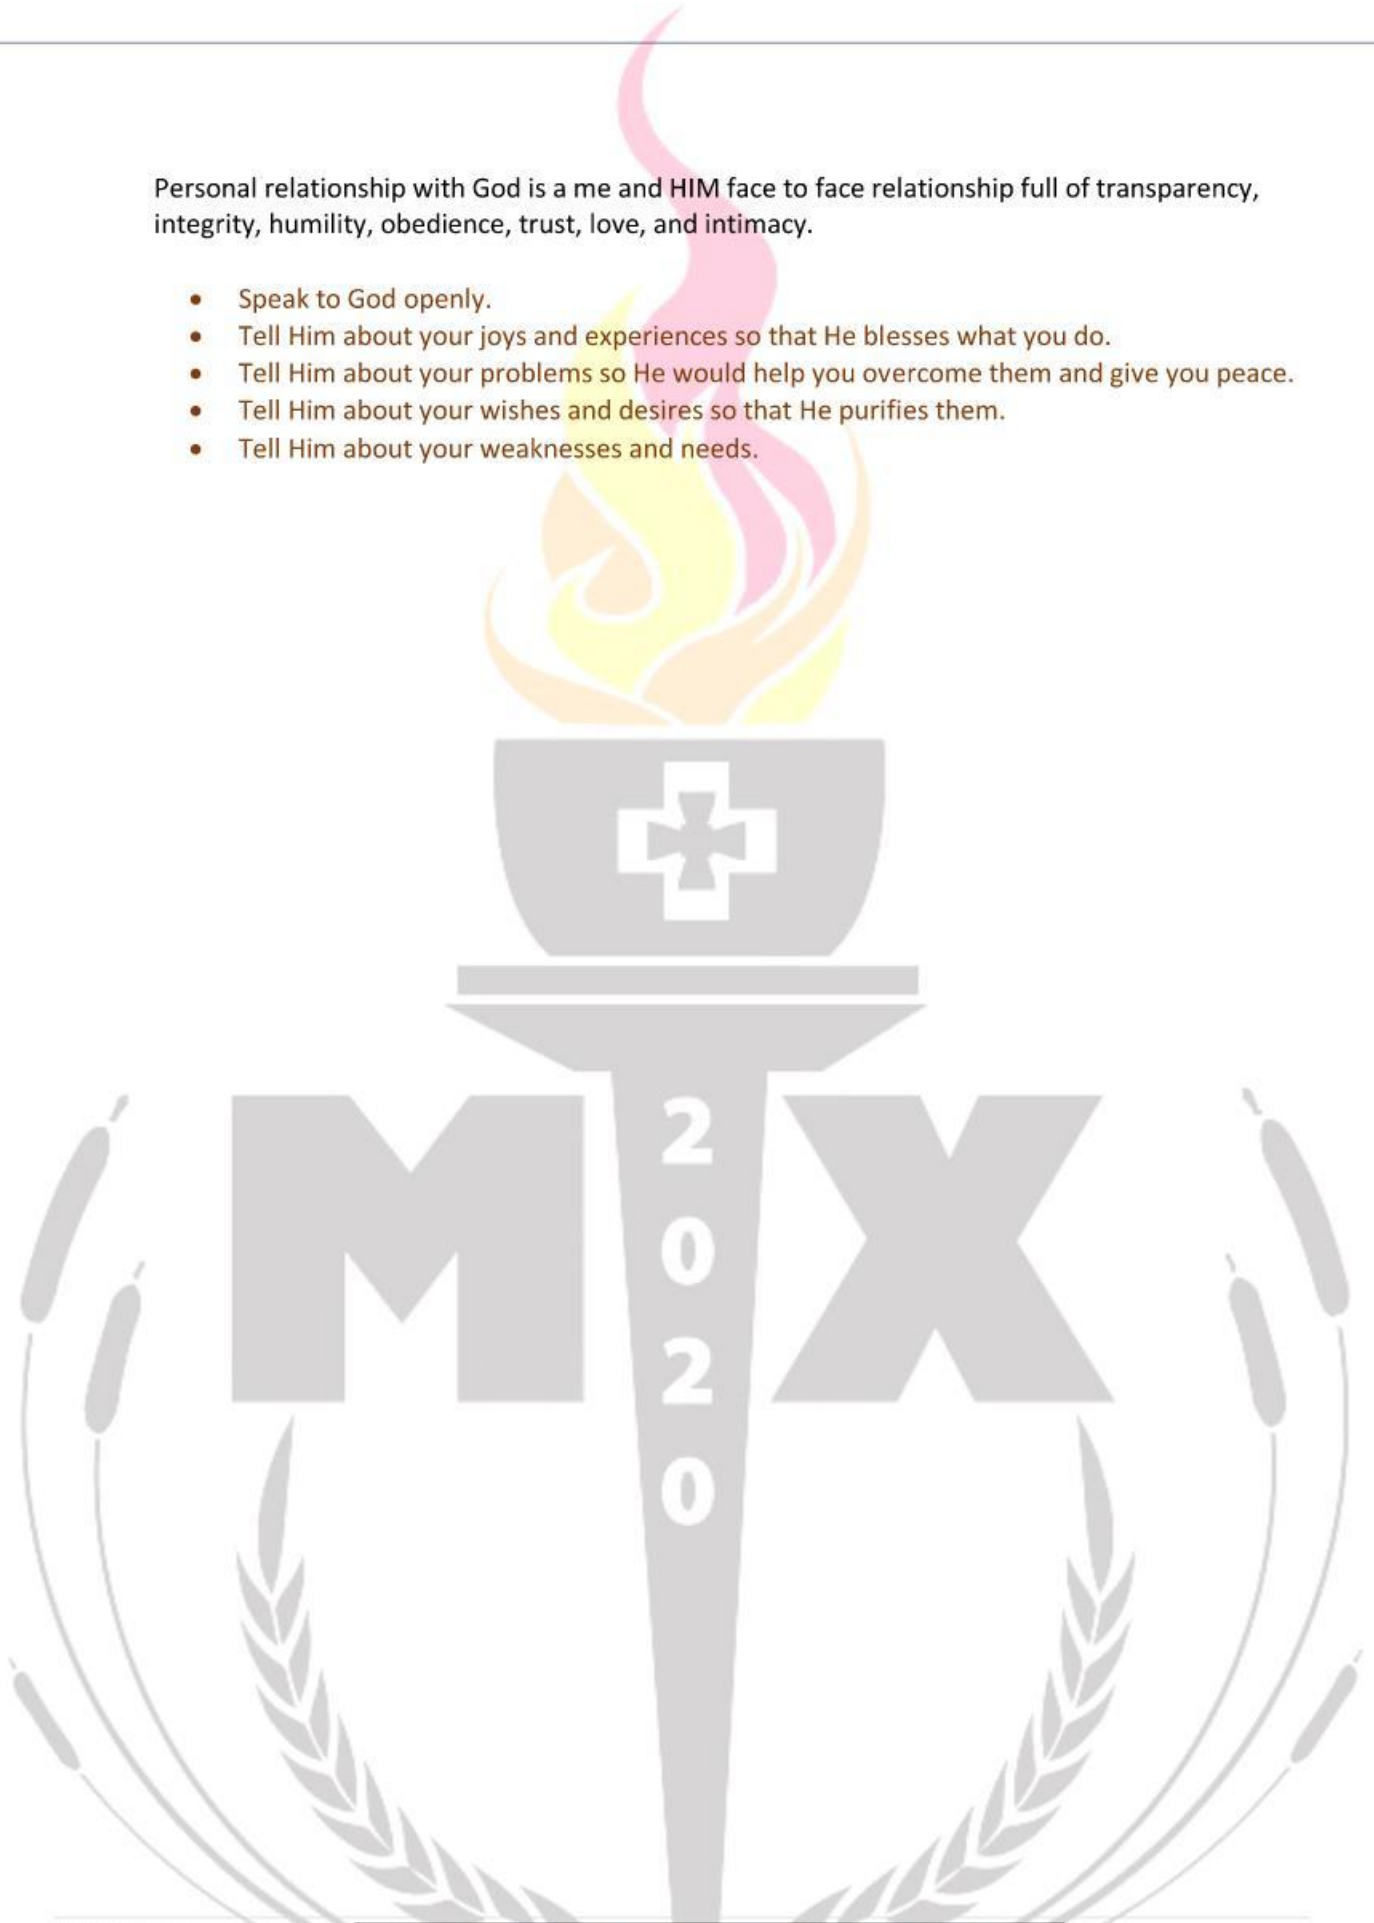 Personal relationship with God is a me and HIM face to face relationship full of transparency,
integrity, humility, obedience, trust, love, and intimacy.
• Speak to God openly.
• Tell Him about your joys and experiences so that He blesses what you do.
• Tell Him about your problems so He would help you overcome them and give you peace.
• Tell Him about your wishes and desires so that He purifies them.
• Tell Him about your weaknesses and needs.
M X
2
0
2
0